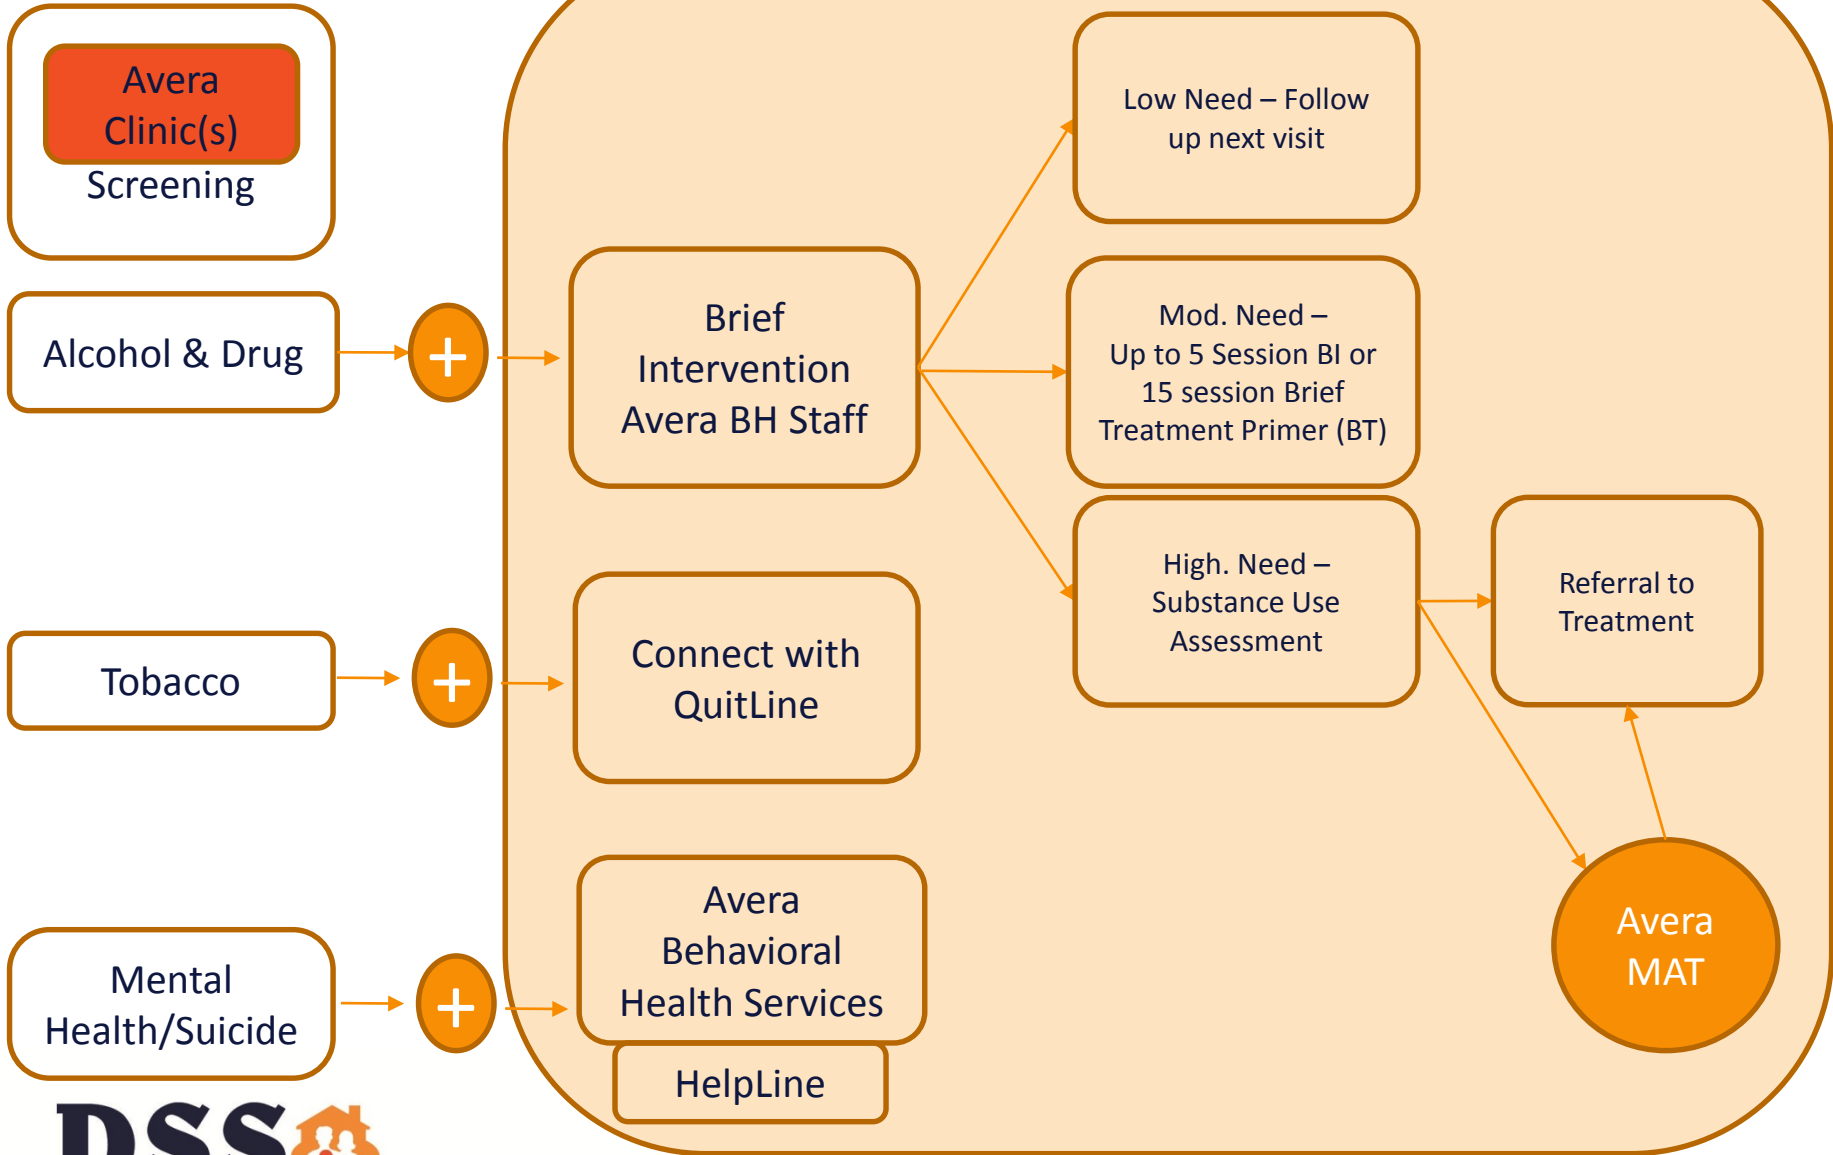 Avera
Clinic(s)
Screening
Alcohol & Drug
+
Brief
Intervention
Avera BH Staff
Low Need – Follow
up next visit
Mod. Need –
Up to 5 Session BI or
15 session Brief
Treatment Primer (BT)
High. Need –
Substance Use
Assessment
Referral to
Treatment
Avera
MAT
Tobacco
+
Connect with
QuitLine
Mental
Health/Suicide
+
Avera
Behavioral
Health Services
HelpLine
DSS